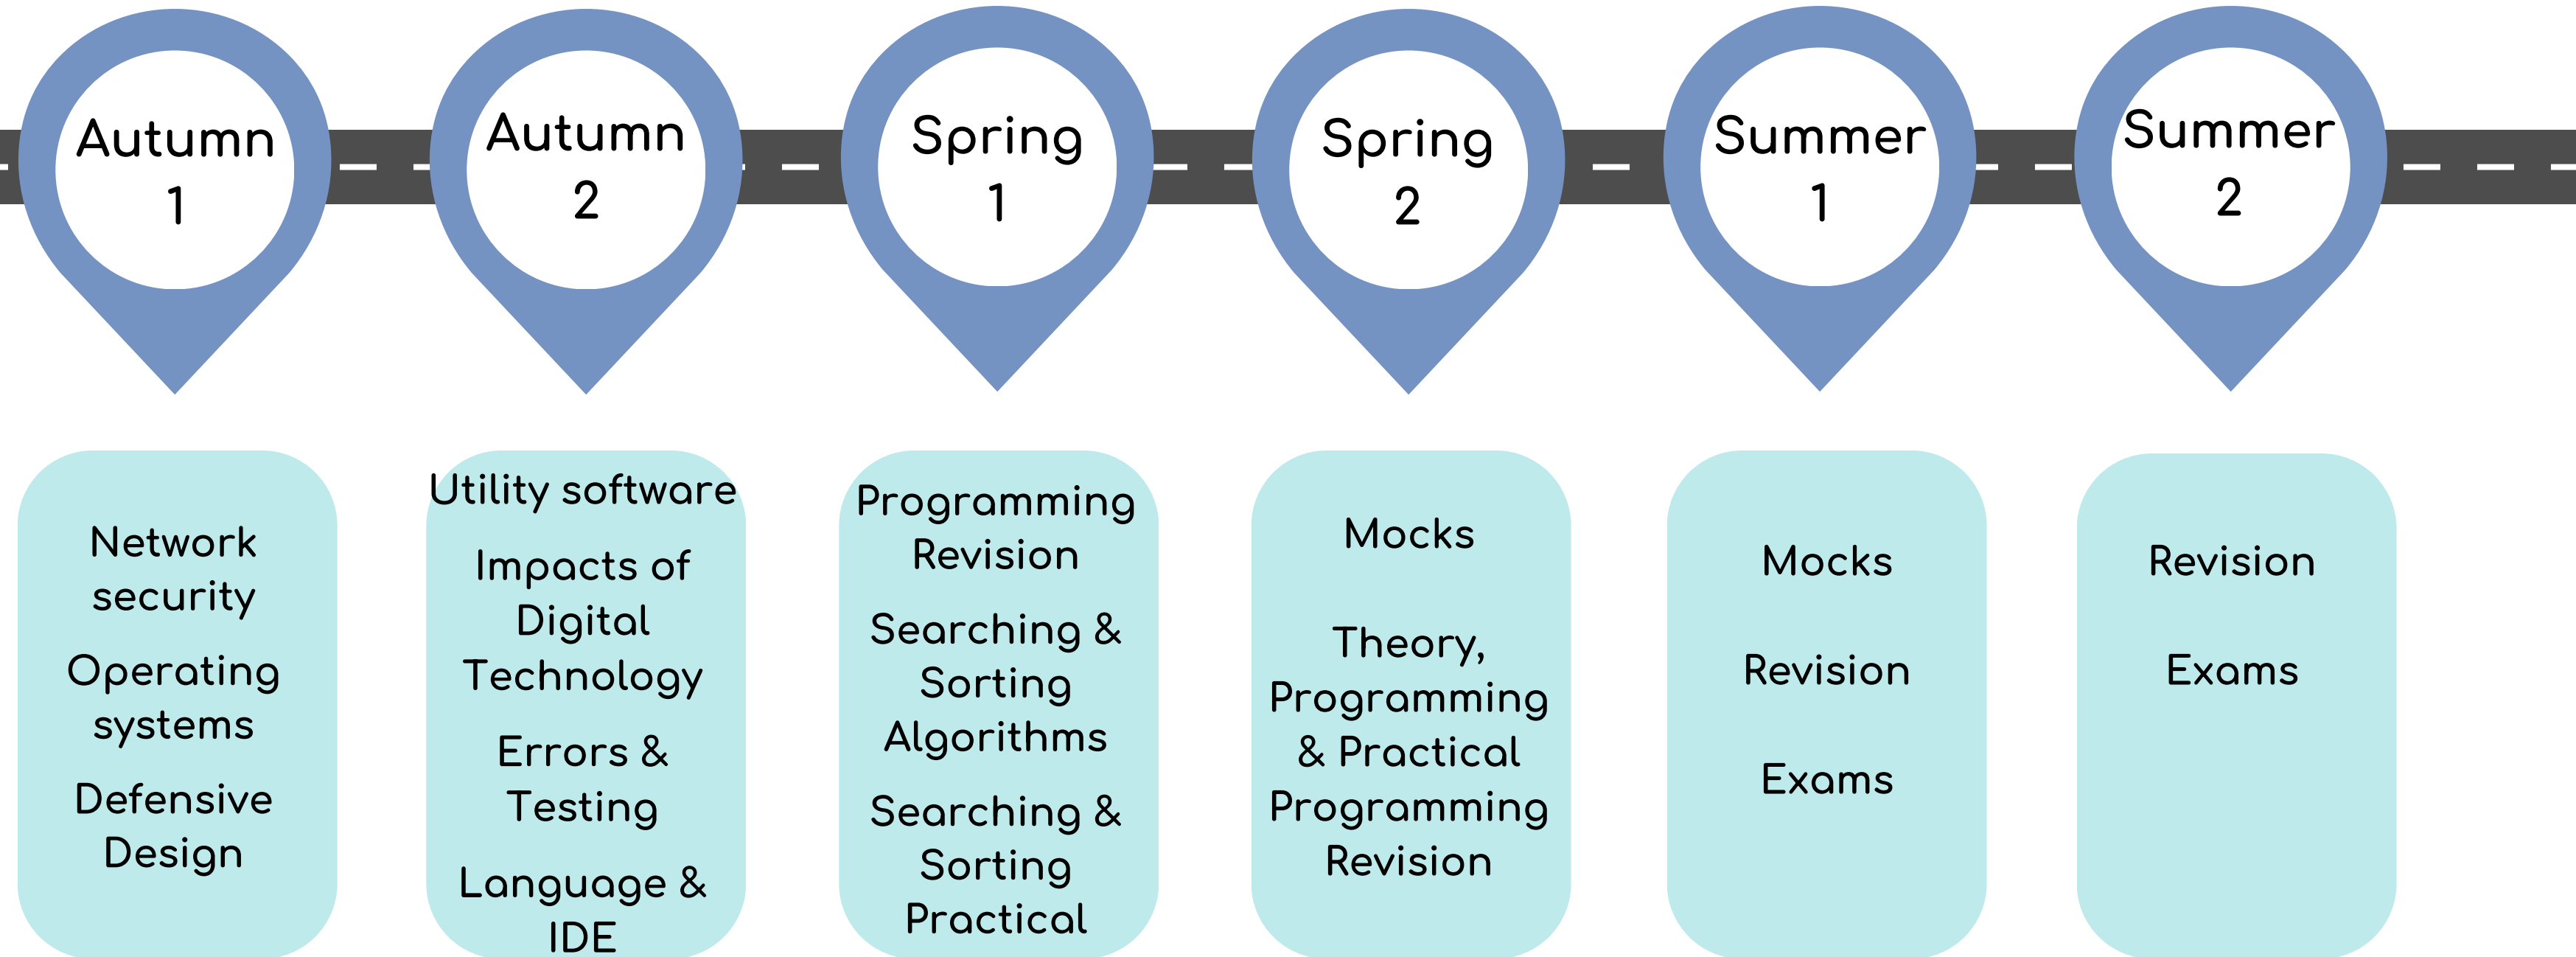 Autumn
1
Autumn
2
Spring
1
Spring
2
Summer
1
Summer
2
Network
security
Operating
systems
Defensive
Design
Utility software
Impacts of
Digital
Technology
Errors &
Testing
Language &
IDE
Programming
Revision
Searching &
Sorting
Algorithms
Searching &
Sorting
Practical
Mocks
Theory,
Programming
& Practical
Programming
Revision
Mocks
Revision
Exams
Revision
Exams